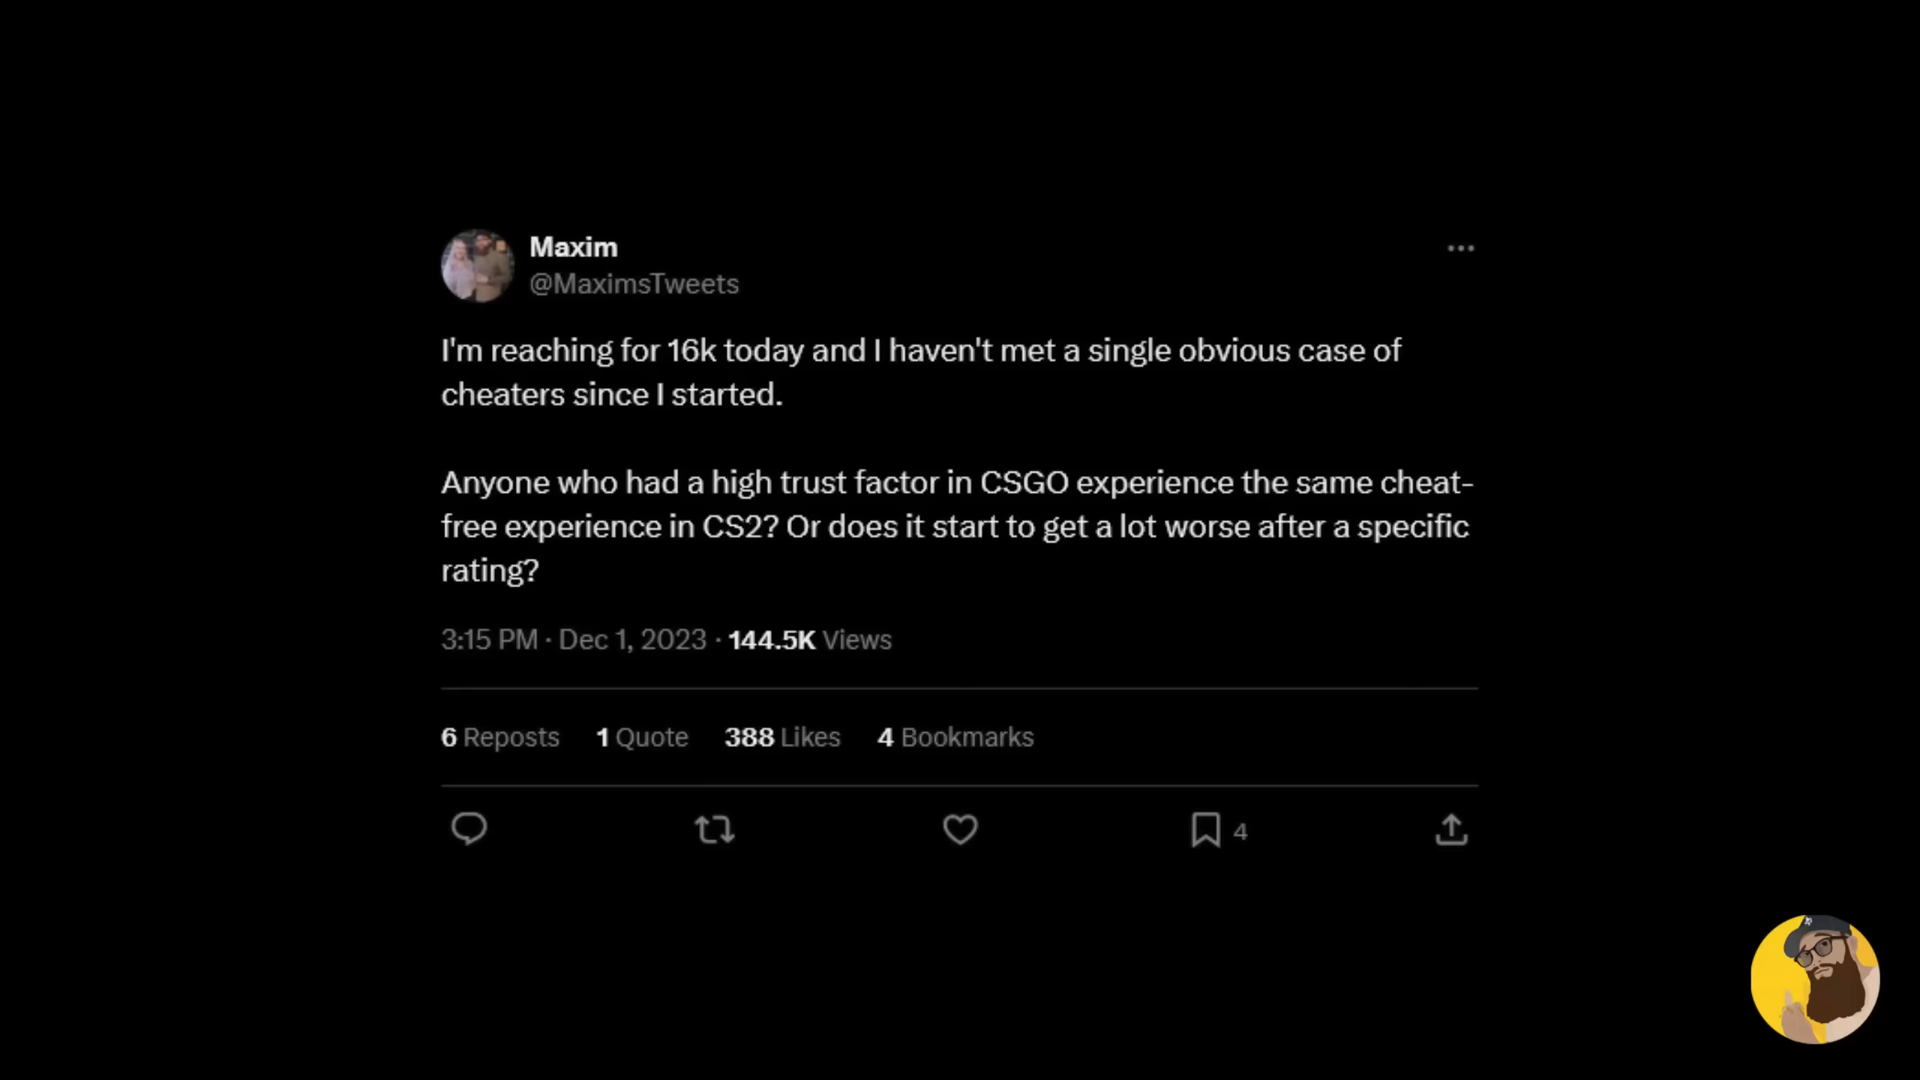 Maxim
@MaximsTweets
I'm reaching for 16k today and I haven't met a single obvious case of
cheaters since I started.
Anyone who had a high trust factor in CSGO experience the same cheat-
free experience in CS2? Or does it start to get a lot worse after a specific
rating?
3:15 PM · Dec 1, 2023 · 144.5K Views
6 Reposts 1 Quote 388 Likes 4 Bookmarks
4